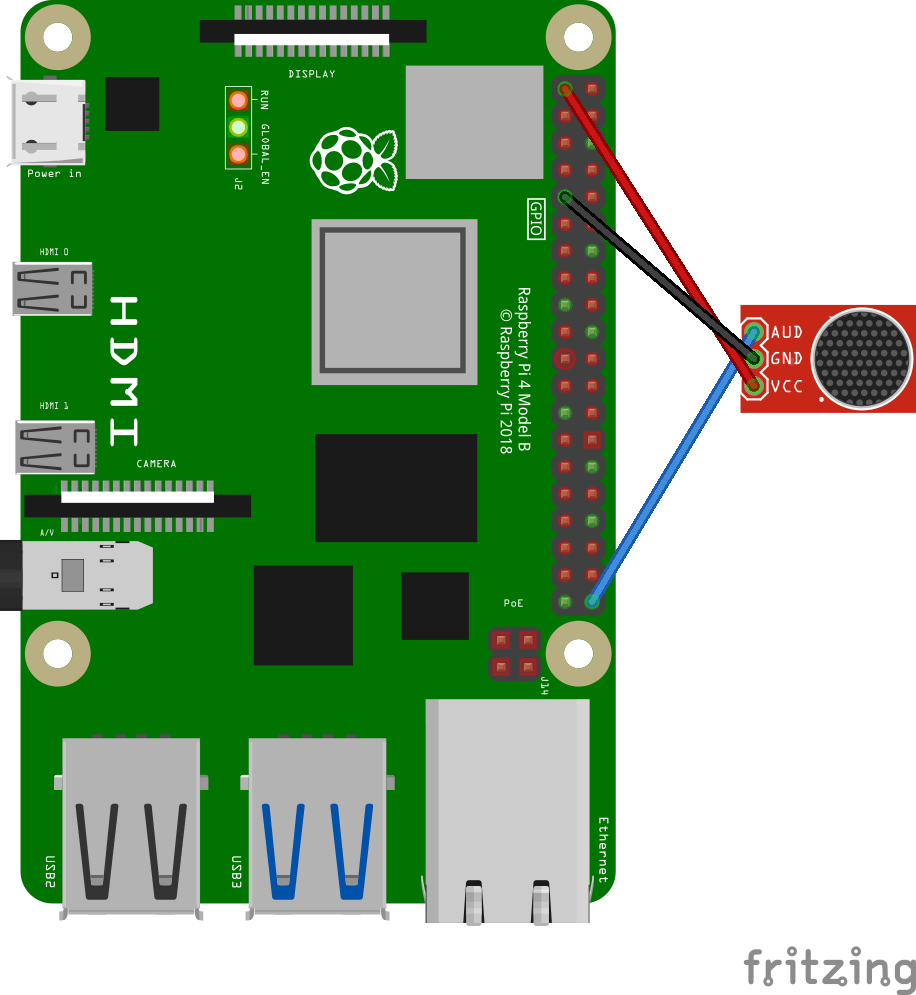 DISPLAY
RUN
GLOBAL_EN
J2
Power in
GPIO
HDMI 0
HDMI
Raspberry Pi 4 Model B
© Raspberry Pi 2018
AUD
GND
VCC
HDMI 1
CAMERA
A/V
PoE
J14
USB2
USB3
Ethernet
fritzing